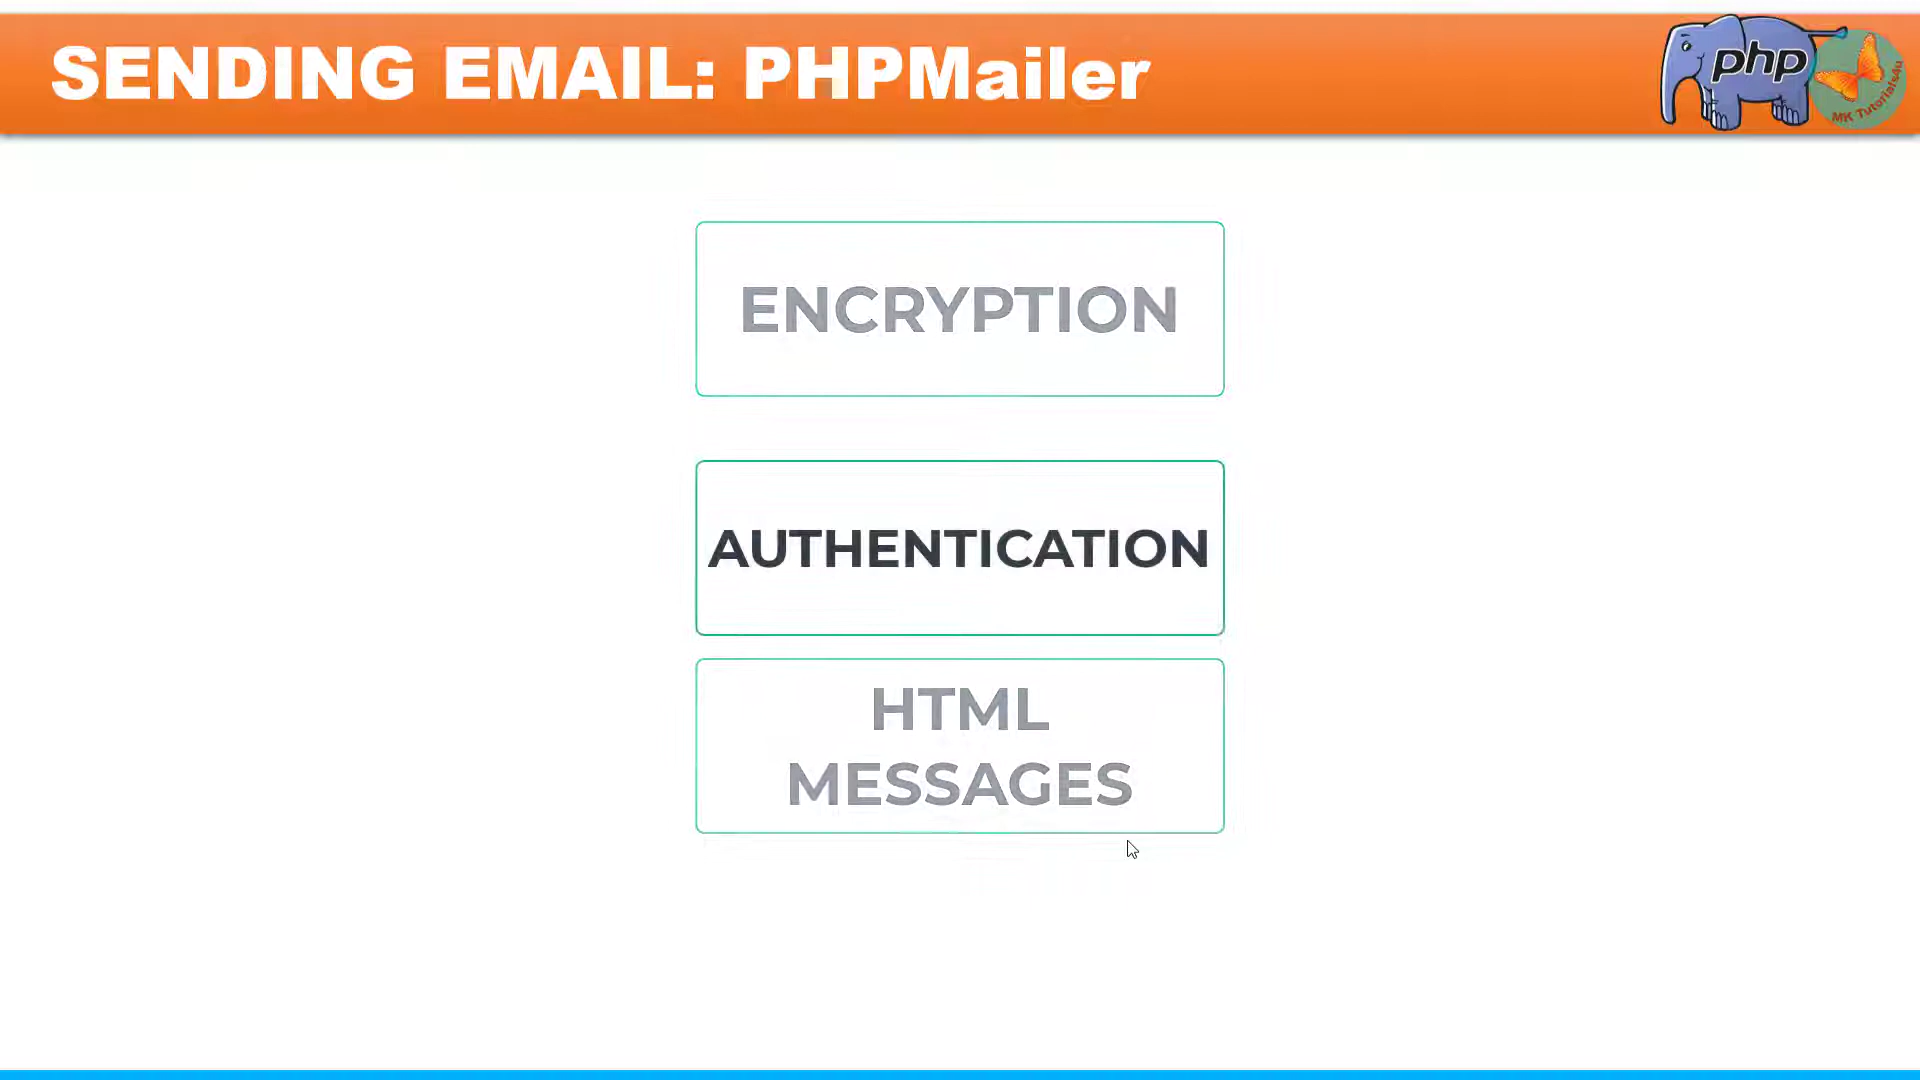 SENDING EMAIL: PHPMailer
php
MK Tutorials4u
ENCRYPTION
AUTHENTICATION
HTML
MESSAGES